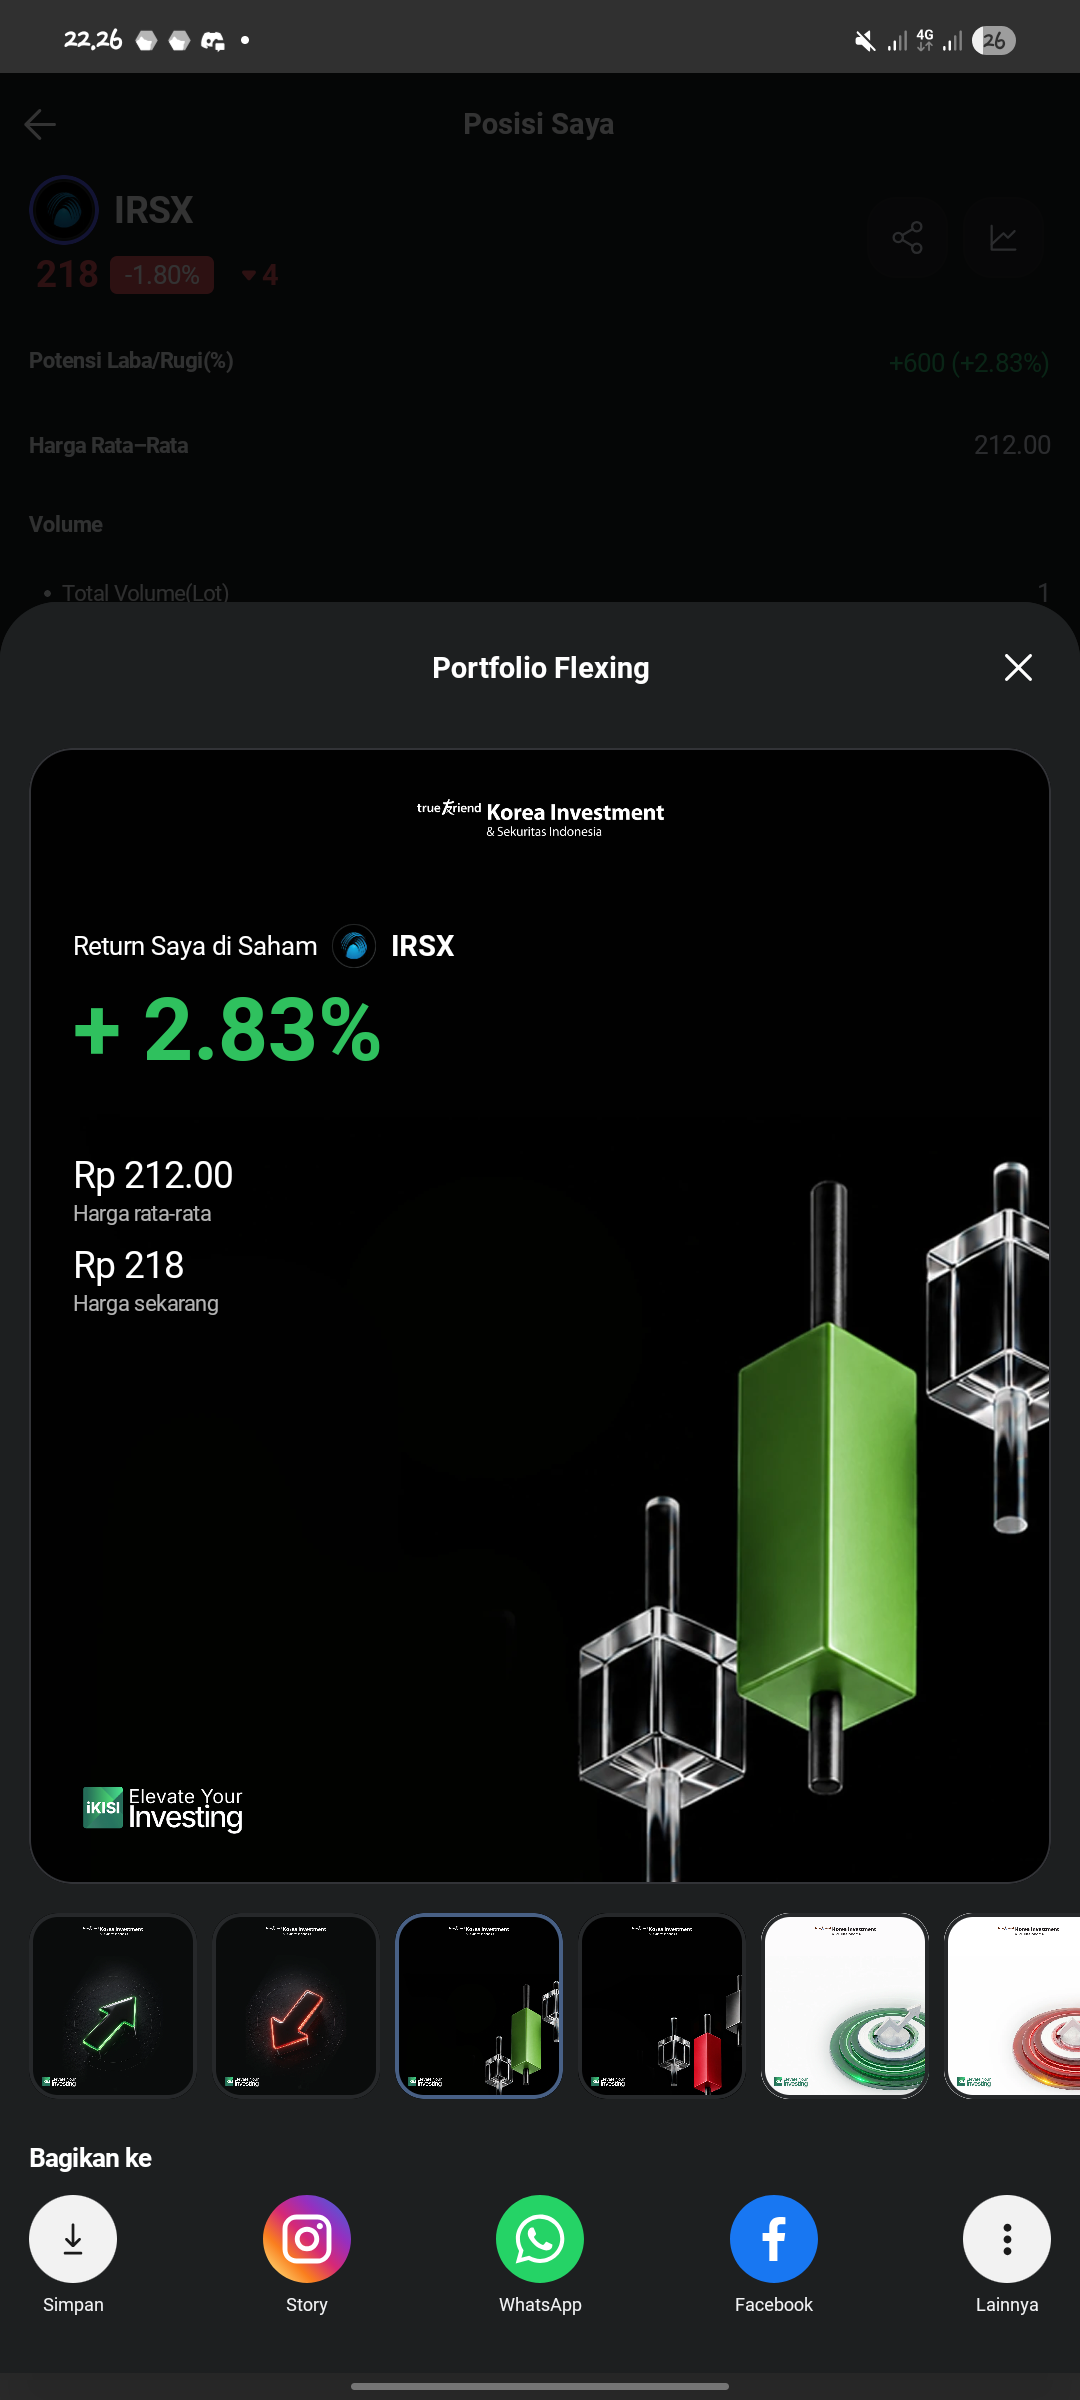 22.26
4G
26
Posisi Saya
IRSX
218 -1.80% 4
Potensi Laba/Rugi(%) +600 (+2.83%)
Harga Rata-Rata 212.00
Volume
• Total Volume(Lot) 1
Portfolio Flexing
true friend Korea Investment
& Sekuritas Indonesia
Return Saya di Saham IRSX
+ 2.83%
Rp 212.00
Harga rata-rata
Rp 218
Harga sekarang
iKISI Elevate Your
Investing
Bagikan ke
Simpan Story WhatsApp Facebook Lainnya